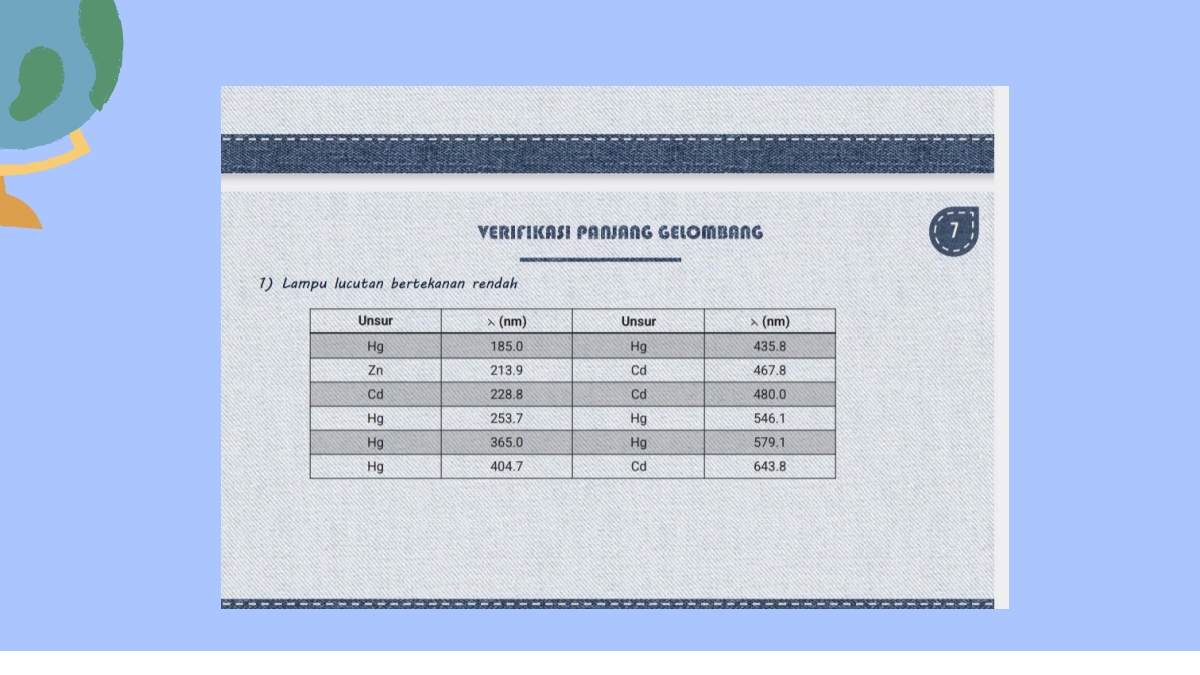 VERIFIKASI PANJANG GELOMBANG
7
1) Lampu lucutan bertekanan rendah
Unsur λ (nm) Unsur λ (nm)
Hg 185.0 Hg 435.8
Zn 213.9 Cd 467.8
Cd 228.8 Cd 480.0
Hg 253.7 Hg 546.1
Hg 365.0 Hg 579.1
Hg 404.7 Cd 643.8